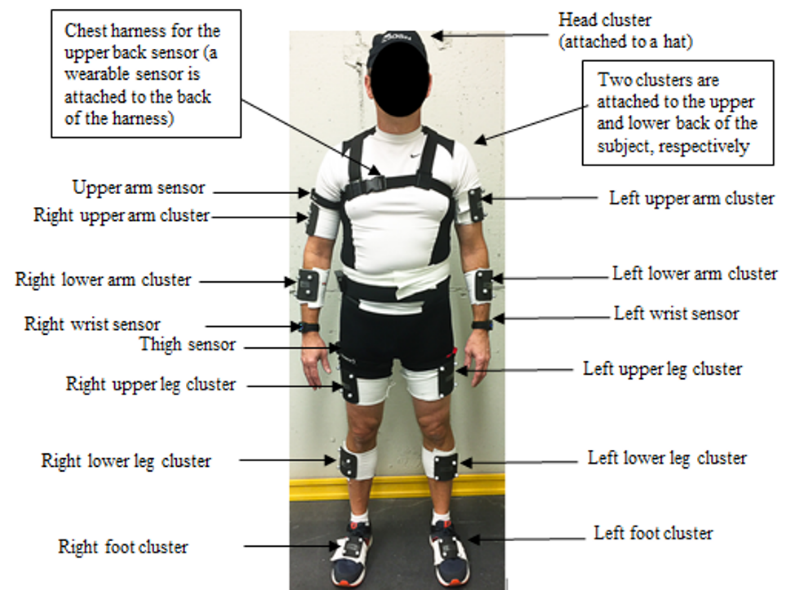 Chest harness for the
upper back sensor (a
wearable sensor is
attached to the back
of the harness)
Head cluster
(attached to a hat)
Two clusters are
attached to the upper
and lower back of the
subject, respectively
Upper arm sensor
Right upper arm cluster
Left upper arm cluster
Right lower arm cluster
Left lower arm cluster
Right wrist sensor
Left wrist sensor
Thigh sensor
Right upper leg cluster
Left upper leg cluster
Right lower leg cluster
Left lower leg cluster
Right foot cluster
Left foot cluster